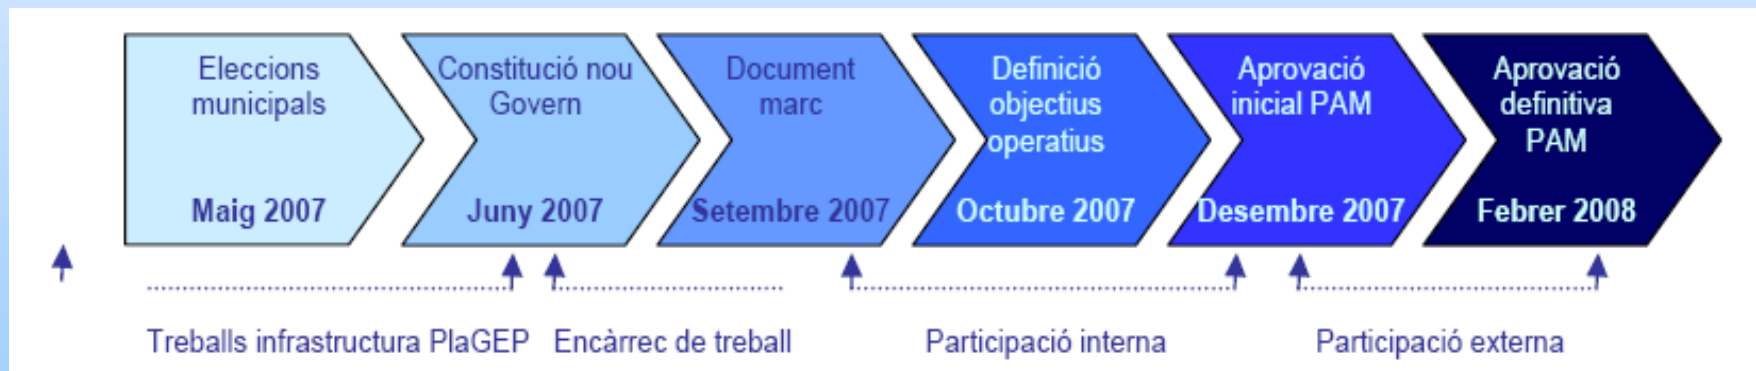 Eleccions
municipals
Maig 2007
Constitució nou
Govern
Juny 2007
Document
marc
Setembre 2007
Definició
objectius
operatius
Octubre 2007
Aprovació
inicial PAM
Desembre 2007
Aprovació
definitiva
PAM
Febrer 2008
Treballs infrastructura PlaGEP
Encàrrec de treball
Participació interna
Participació externa